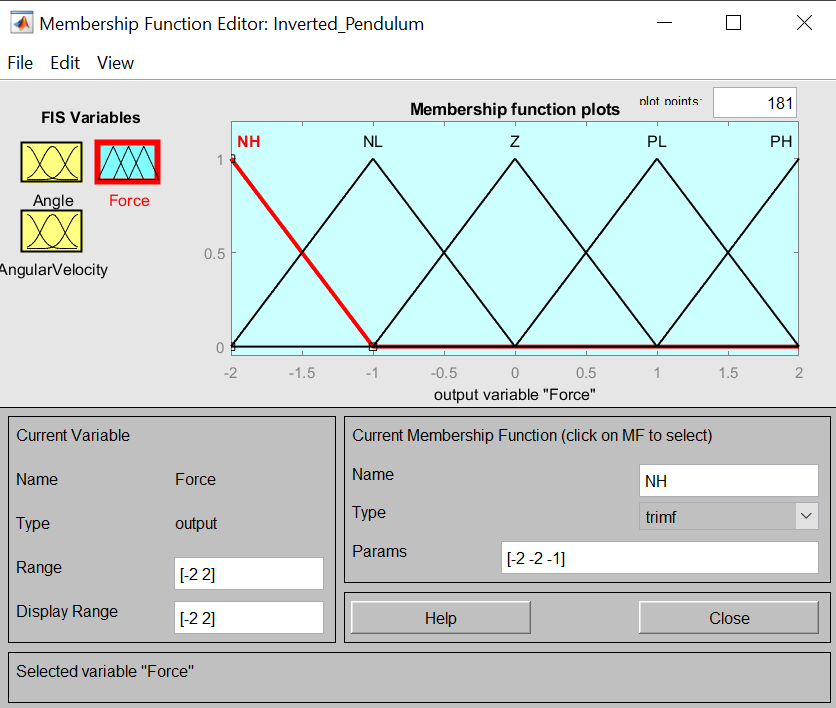 Membership Function Editor: Inverted_Pendulum
File Edit View
FIS Variables
Angle
Force
AngularVelocity
Membership function plots
plot points:
181
NH NL Z PL PH
1
0.5
0
-2 -1.5 -1 -0.5 0 0.5 1 1.5 2
output variable "Force"
Current Variable
Name Force
Type output
Range [-2 2]
Display Range [-2 2]
Current Membership Function (click on MF to select)
Name NH
Type trimf
Params [-2 -2 -1]
Help Close
Selected variable "Force"